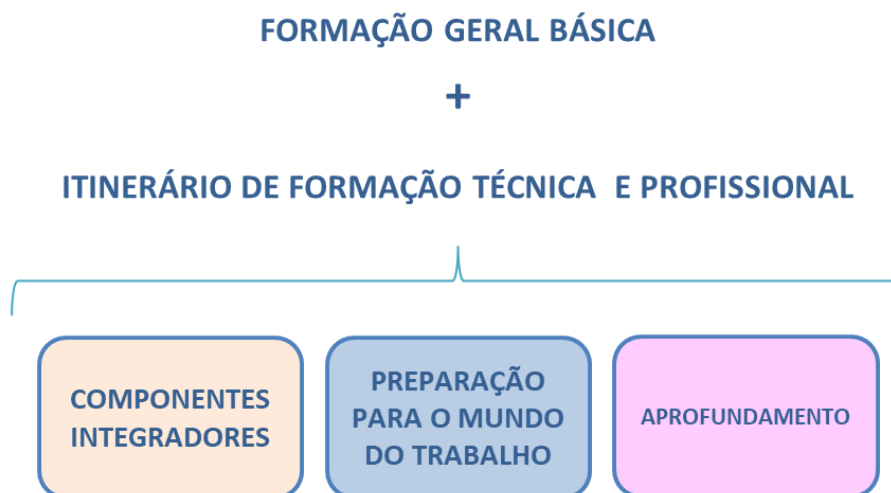 FORMAÇÃO GERAL BÁSICA
+
ITINERÁRIO DE FORMAÇÃO TÉCNICA E PROFISSIONAL
COMPONENTES
INTEGRADORES
PREPARAÇÃO
PARA O MUNDO
DO TRABALHO
APROFUNDAMENTO